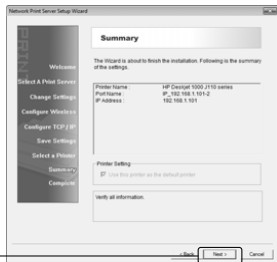 Network Print Server Setup Wizard
Summary
The Wizard is about to finish the installation. Following is the summary of the settings.
Welcome
Select A Print Server
Change Settings
Configure Wireless
Configure TCP/IP
Save Settings
Select a Printer
Summary
Complete
Printer Name : HP Deskjet 1000 J110 series
Port Name : IP_192.168.1.101-2
IP Address : 192.168.1.101
Printer Setting
Use this printer as the default printer
Verify all information.
< Back
Next >
Cancel